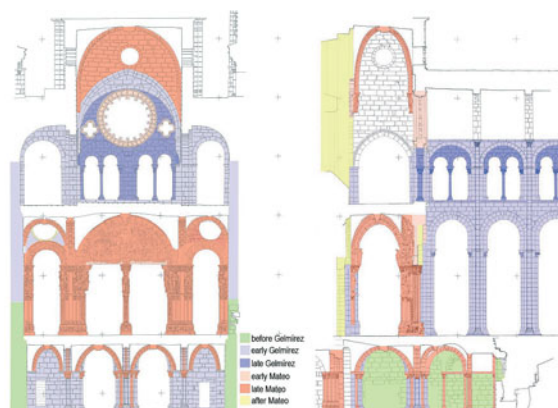 before Gelmírez
early Gelmírez
late Gelmírez
early Mateo
late Mateo
after Mateo